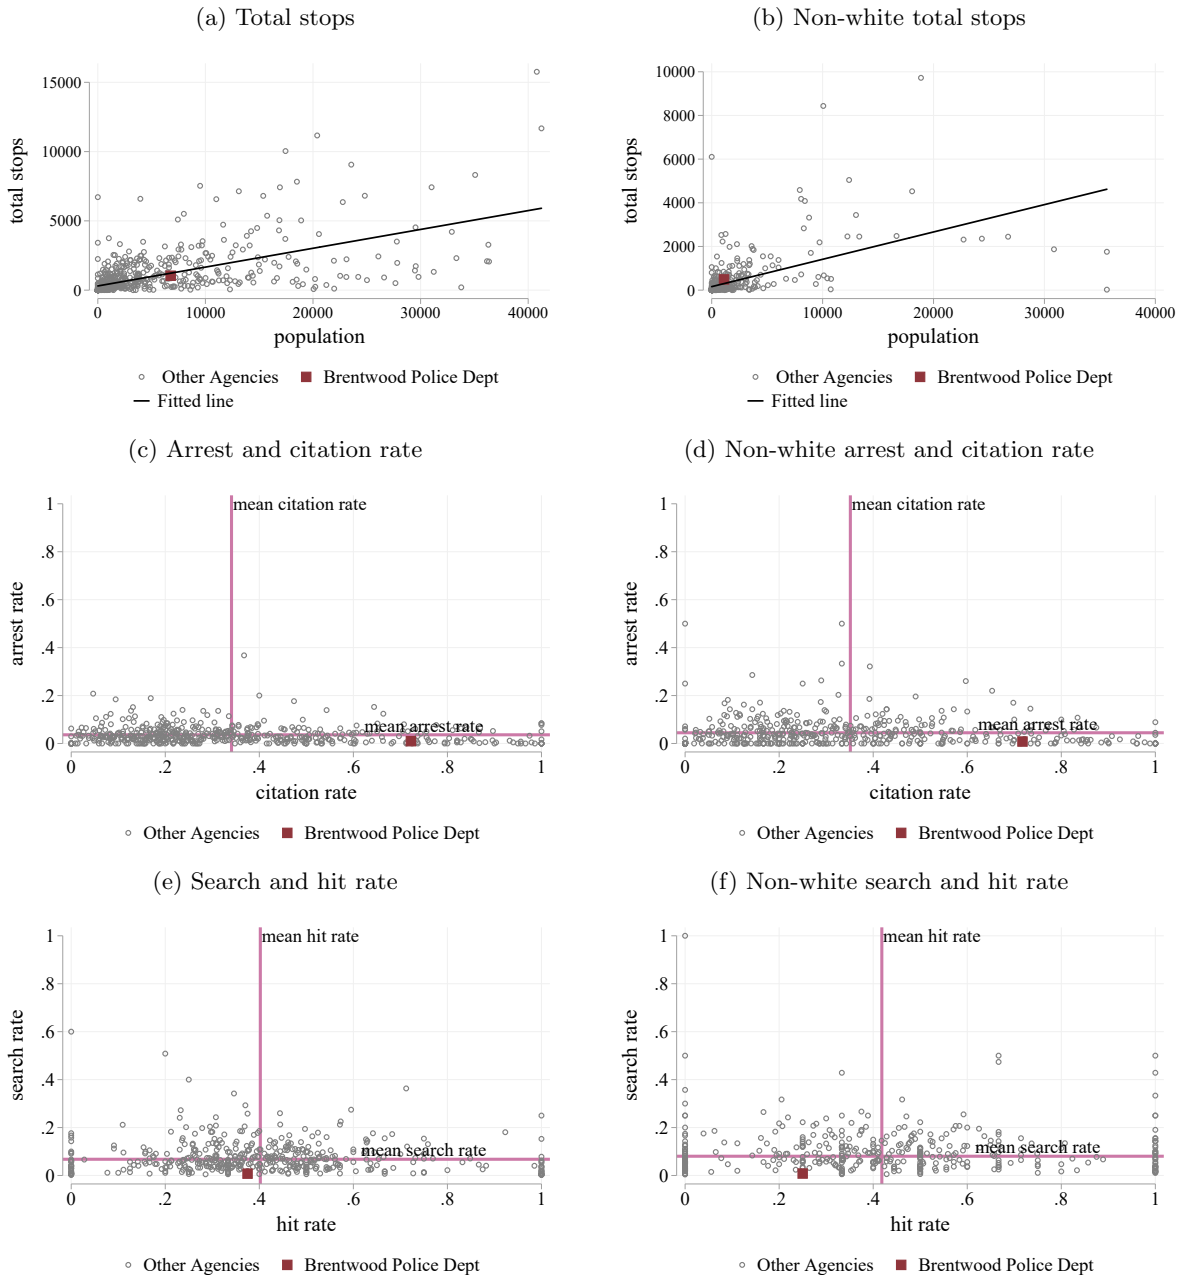 (a) Total stops
(b) Non-white total stops
total stops
15000
10000
5000
0
0 10000 20000 30000 40000
population
Other Agencies Brentwood Police Dept
Fitted line
total stops
10000
8000
6000
4000
2000
0
0 10000 20000 30000 40000
population
Other Agencies Brentwood Police Dept
Fitted line
(c) Arrest and citation rate
(d) Non-white arrest and citation rate
arrest rate
1
.8
.6
.4
.2
0
mean citation rate
mean arrest rate
0 .2 .4 .6 .8 1
citation rate
Other Agencies Brentwood Police Dept
arrest rate
1
.8
.6
.4
.2
0
mean citation rate
mean arrest rate
0 .2 .4 .6 .8 1
citation rate
Other Agencies Brentwood Police Dept
(e) Search and hit rate
(f) Non-white search and hit rate
search rate
1
.8
.6
.4
.2
0
mean hit rate
mean search rate
0 .2 .4 .6 .8 1
hit rate
Other Agencies Brentwood Police Dept
search rate
1
.8
.6
.4
.2
0
mean hit rate
mean search rate
0 .2 .4 .6 .8 1
hit rate
Other Agencies Brentwood Police Dept